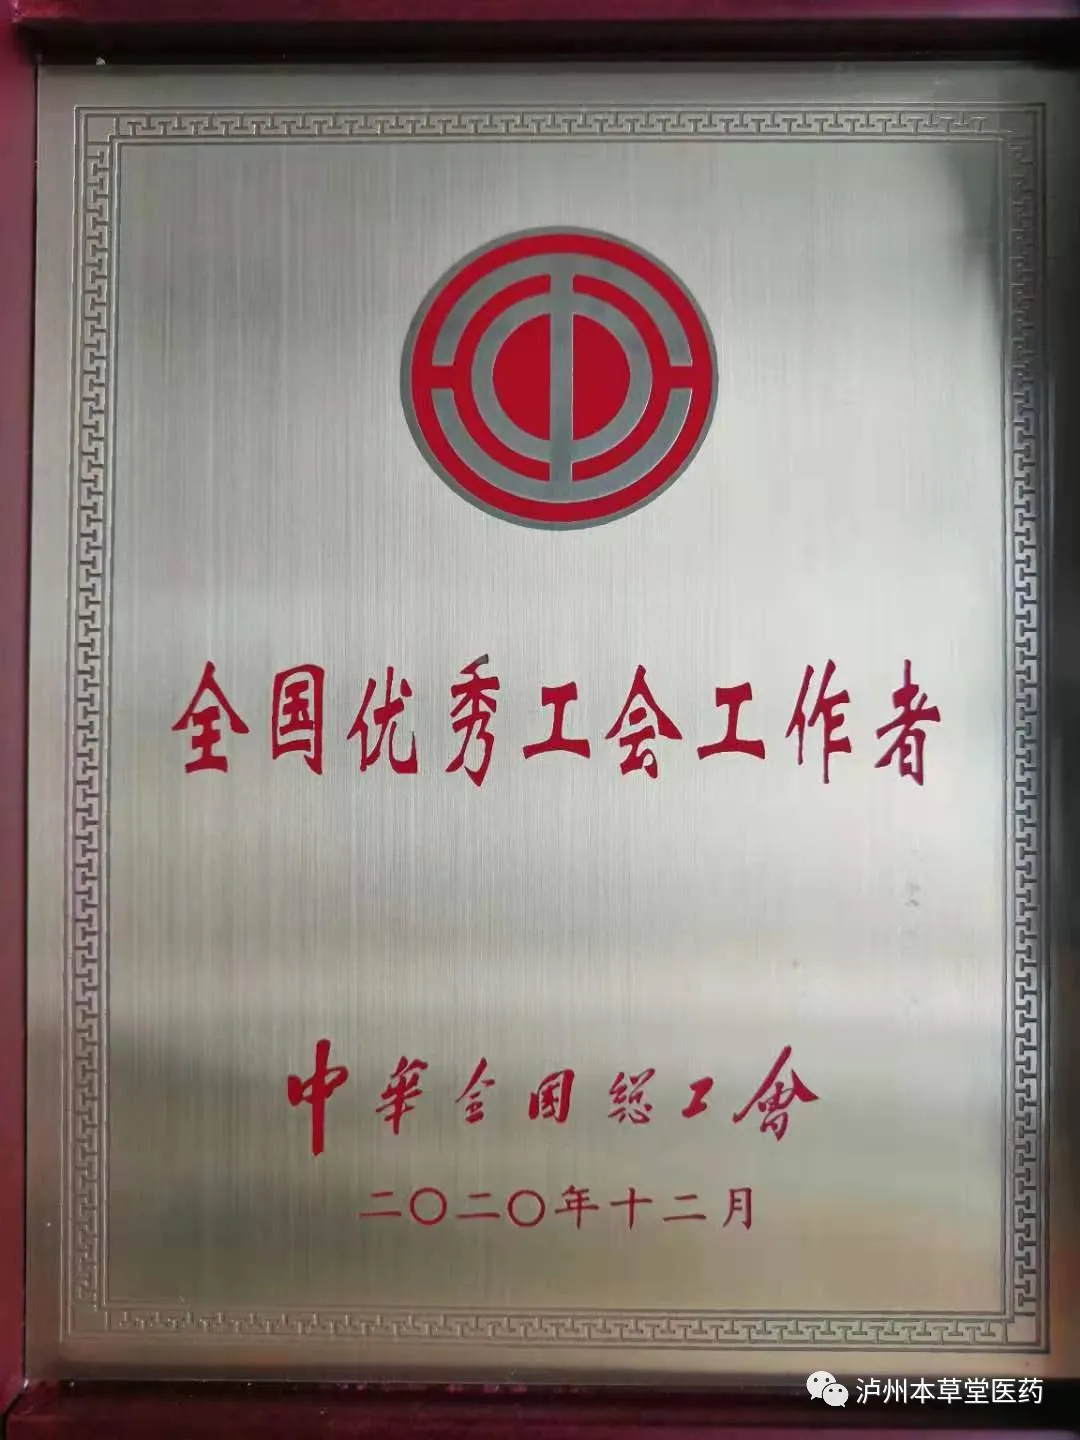 全国优秀工会工作者
中華全国総工會
二〇二〇年十二月
泸州本草堂医药